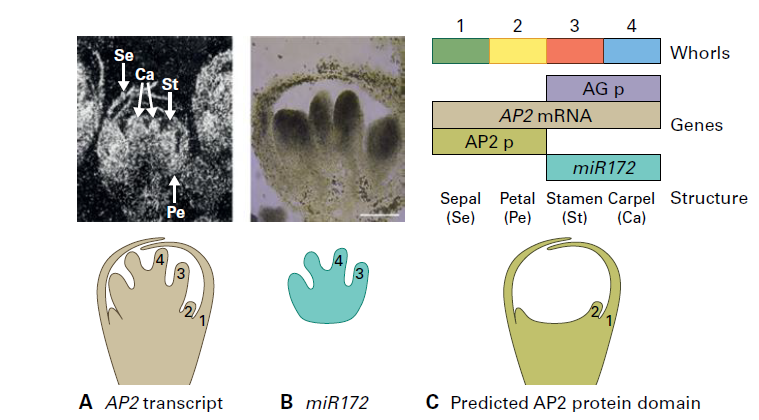 Se
Ca
St
Pe
1 2 3 4
Whorls
AG p
AP2 mRNA
Genes
AP2 p
miR172
Sepal Petal Stamen Carpel Structure
(Se) (Pe) (St) (Ca)
4
3
2
1
4
3
2
1
A AP2 transcript
B miR172
C Predicted AP2 protein domain